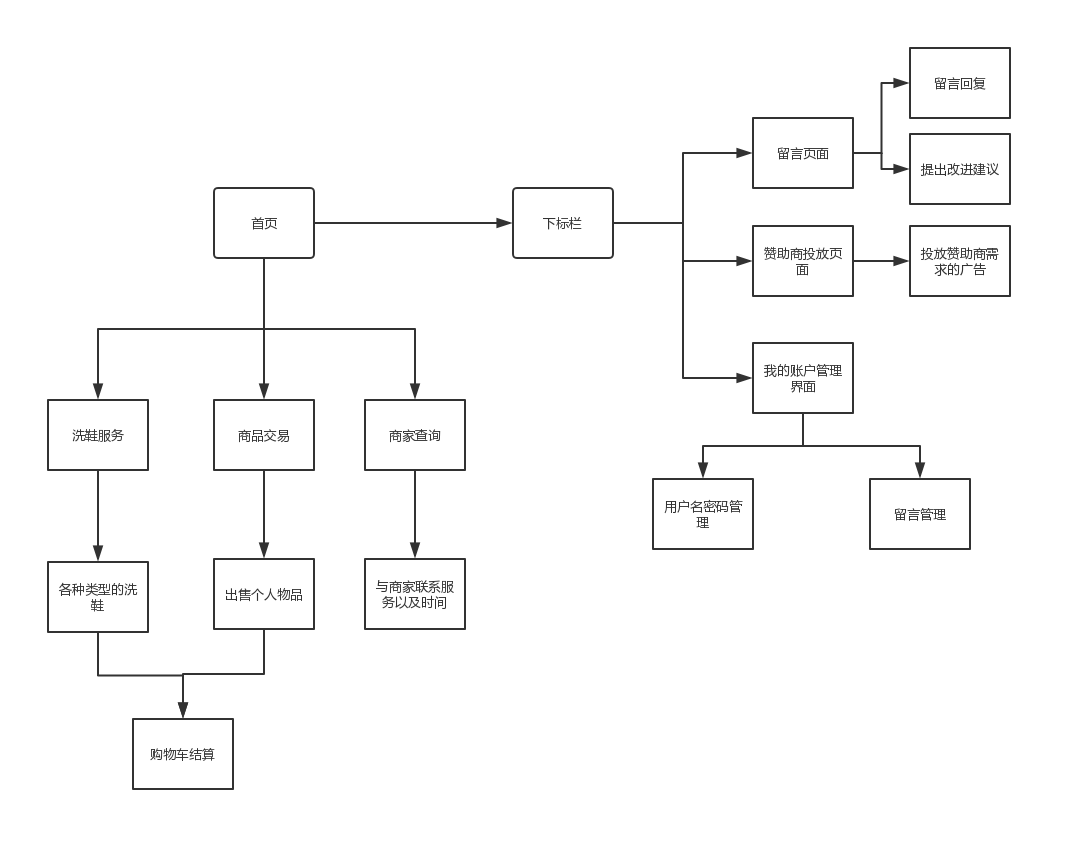 留言回复
留言页面
提出改进建议
首页
下标栏
赞助商投放页
面
投放赞助商需
求的广告
我的账户管理
界面
洗鞋服务
商品交易
商家查询
用户名密码管
理
留言管理
各种类型的洗
鞋
出售个人物品
与商家联系服
务以及时间
购物车结算